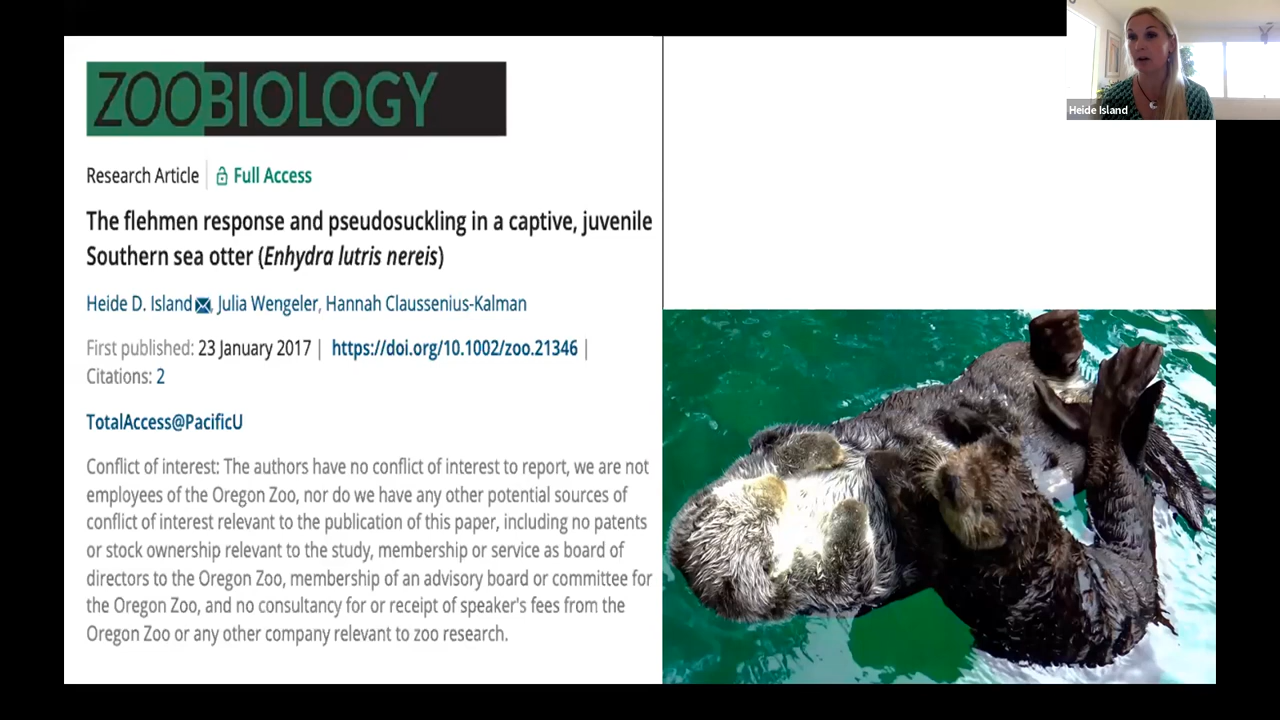 ZOOBIOLOGY
Research Article | Full Access
The flehmen response and pseudosuckling in a captive, juvenile
Southern sea otter (Enhydra lutris nereis)
Heide D. Island, Julia Wengeler, Hannah Claussenius-Kalman
First published: 23 January 2017 | https://doi.org/10.1002/zoo.21346 |
Citations: 2
TotalAccess@PacificU
Conflict of interest: The authors have no conflict of interest to report, we are not
employees of the Oregon Zoo, nor do we have any other potential sources of
conflict of interest relevant to the publication of this paper, including no patents
or stock ownership relevant to the study, membership or service as board of
directors to the Oregon Zoo, membership of an advisory board or committee for
the Oregon Zoo, and no consultancy for or receipt of speaker's fees from the
Oregon Zoo or any other company relevant to zoo research.
Heide Island